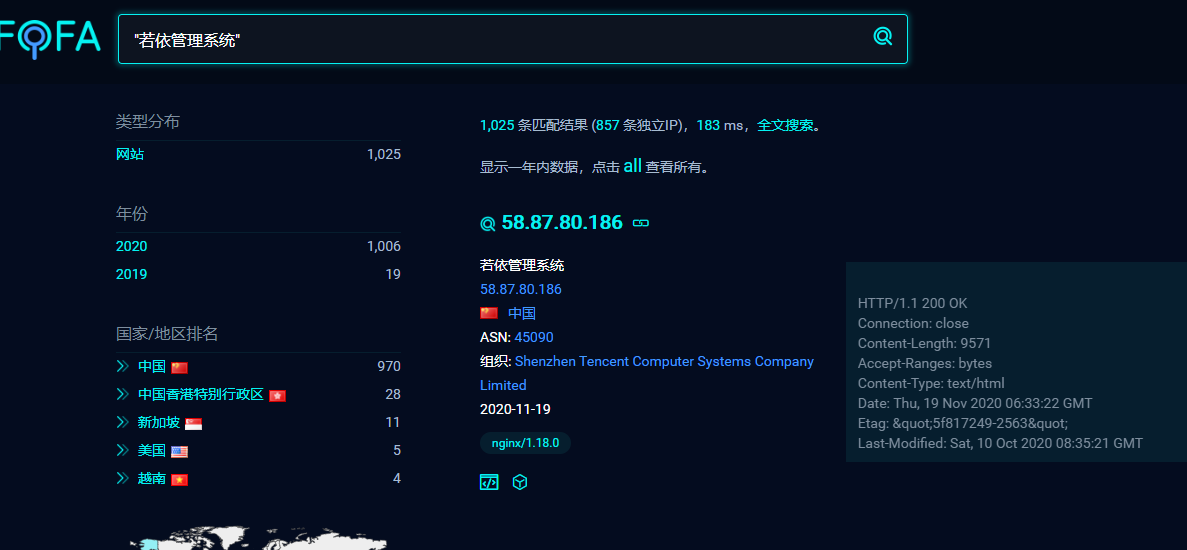 FOFA
"若依管理系统"
类型分布
网站 1,025
年份
2020 1,006
2019 19
国家/地区排名
中国 970
中国香港特别行政区 28
新加坡 11
美国 5
越南 4
1,025 条匹配结果 (857 条独立IP)，183 ms，全文搜索。
显示一年内数据，点击 all 查看所有。
58.87.80.186
若依管理系统
58.87.80.186
中国
ASN: 45090
组织: Shenzhen Tencent Computer Systems Company
Limited
2020-11-19
nginx/1.18.0
HTTP/1.1 200 OK
Connection: close
Content-Length: 9571
Accept-Ranges: bytes
Content-Type: text/html
Date: Thu, 19 Nov 2020 06:33:22 GMT
Etag: &quot;5f817249-2563&quot;
Last-Modified: Sat, 10 Oct 2020 08:35:21 GMT